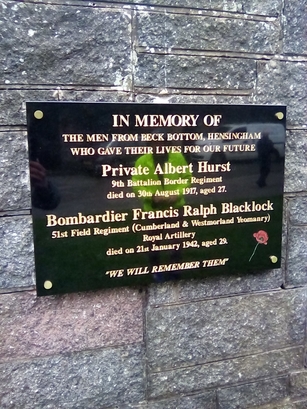 IN MEMORY OF
THE MEN FROM BECK BOTTOM, HENSINGHAM
WHO GAVE THEIR LIVES FOR OUR FUTURE
Private Albert Hurst
9th Battalion Border Regiment
died on 30th August 1917, aged 27.
Bombardier Francis Ralph Blacklock
51st Field Regiment (Cumberland & Westmorland Yeomanry)
Royal Artillery
died on 21st January 1942, aged 29.
"WE WILL REMEMBER THEM"